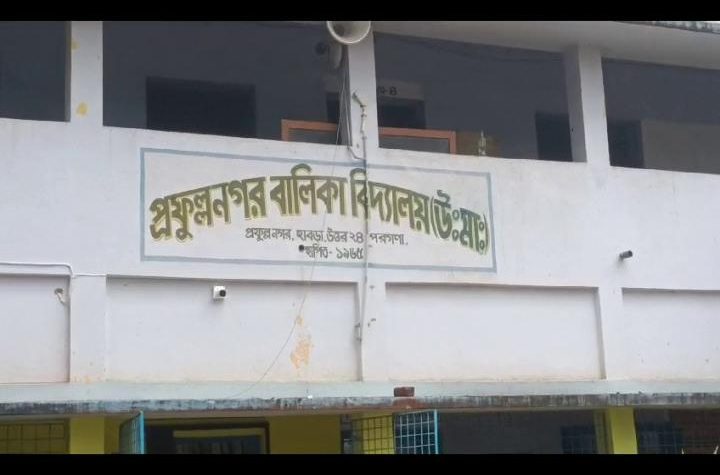 প্রফুল্লনগর বালিকা বিদ্যালয়(উঃমাঃ)
প্রফুল্লনগর, হাবড়া, উত্তর ২৪ পরগণা,
স্থাপিত- ১৯৬৫